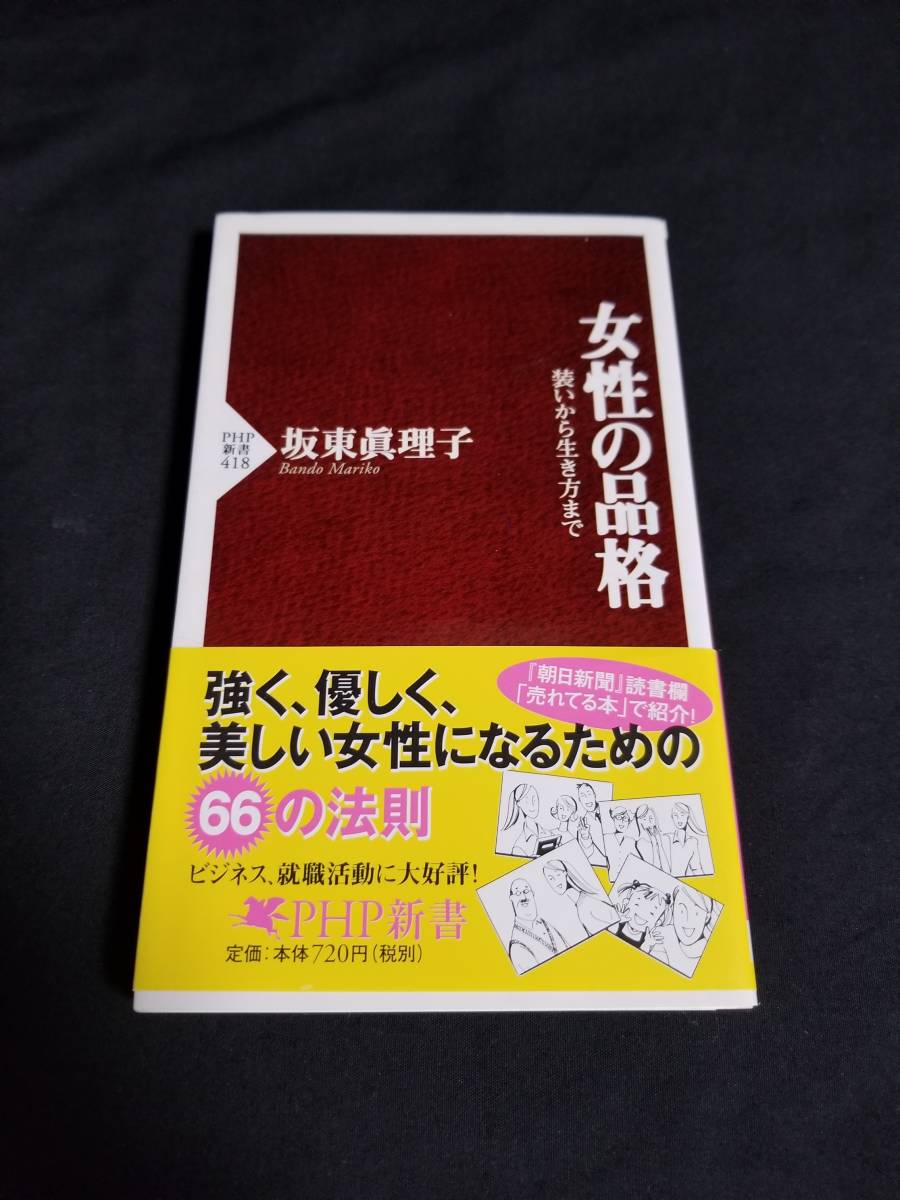 女性の品格
装いから生き方まで
坂東眞理子
Bando Mariko
PHP
新書
418
『朝日新聞』読書欄
「売れてる本」で紹介!
強く、優しく、
美しい女性になるための
66の法則
ビジネス、就職活動に大好評!
PHP新書
定価:本体720円(税別)